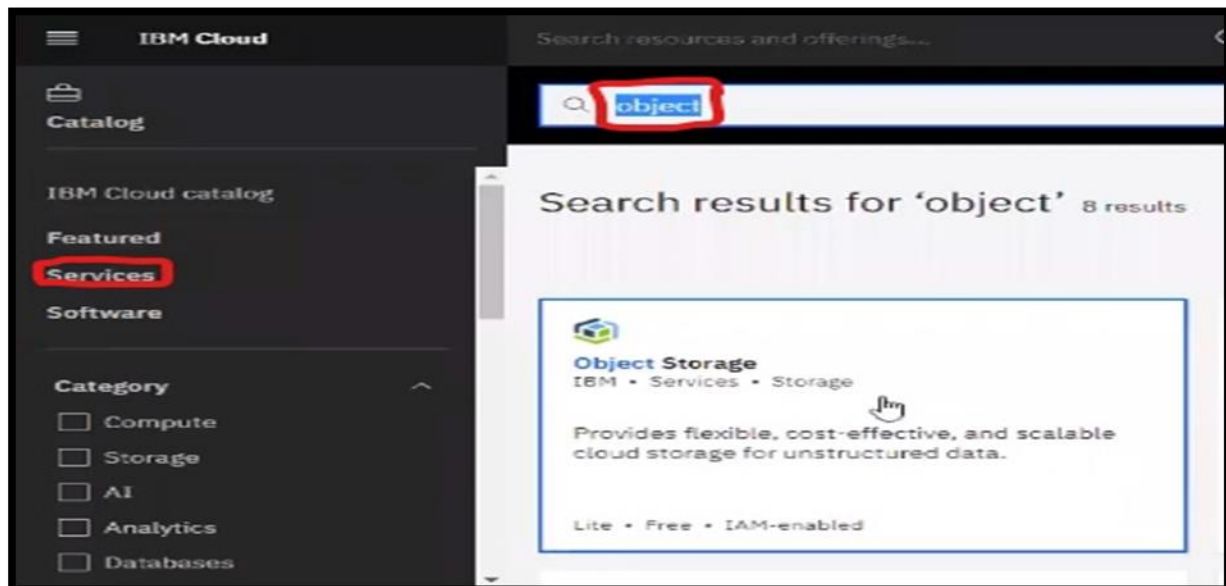 IBM Cloud
Search resources and offerings...
Catalog
object
IBM Cloud catalog
Featured
Services
Software
Category
Compute
Storage
AI
Analytics
Databases
Search results for ‘object’ 8 results
Object Storage
IBM • Services • Storage
Provides flexible, cost-effective, and scalable
cloud storage for unstructured data.
Lite • Free • IAM-enabled